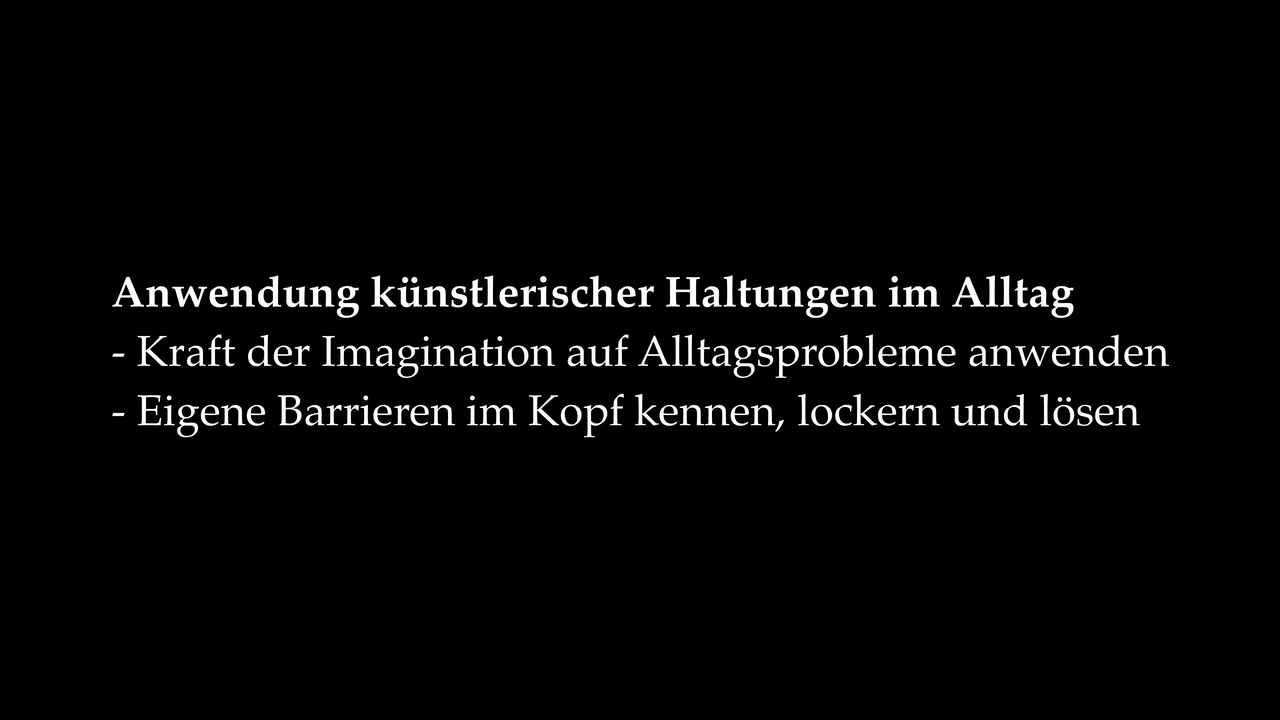 Anwendung künstlerischer Haltungen im Alltag
- Kraft der Imagination auf Alltagsprobleme anwenden
- Eigene Barrieren im Kopf kennen, lockern und lösen